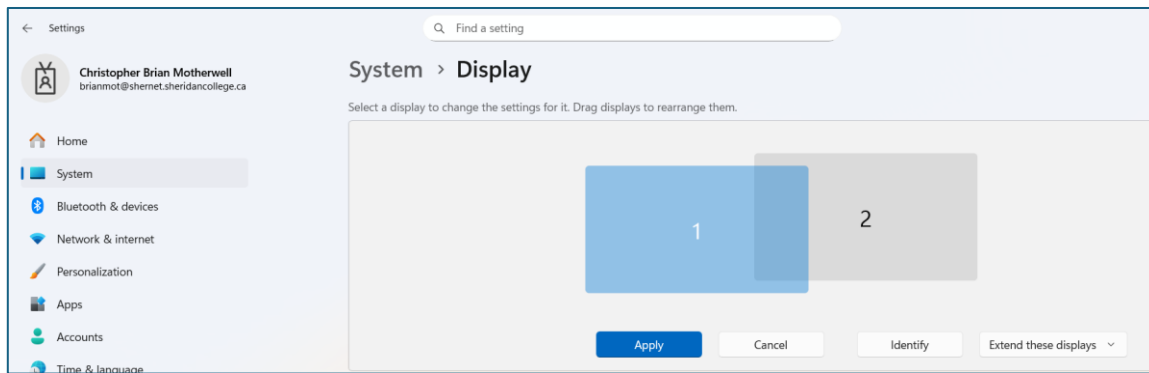 Settings
Find a setting
Christopher Brian Motherwell
brianmot@shernet.sheridancollege.ca
Home
System
Bluetooth & devices
Network & internet
Personalization
Apps
Accounts
Time & language
System > Display
Select a display to change the settings for it. Drag displays to rearrange them.
1
2
Apply
Cancel
Identify
Extend these displays